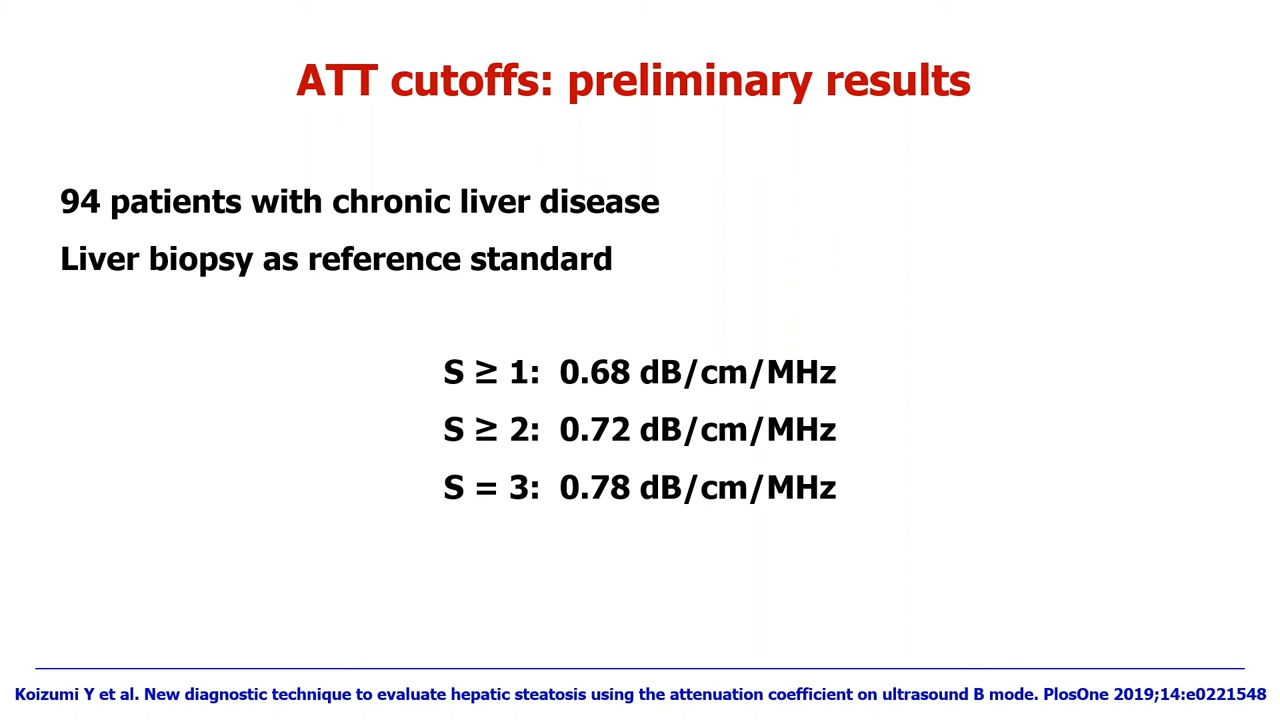 ATT cutoffs: preliminary results
94 patients with chronic liver disease
Liver biopsy as reference standard
S ≥ 1: 0.68 dB/cm/MHz
S ≥ 2: 0.72 dB/cm/MHz
S = 3: 0.78 dB/cm/MHz
Koizumi Y et al. New diagnostic technique to evaluate hepatic steatosis using the attenuation coefficient on ultrasound B mode. PlosOne 2019;14:e0221548